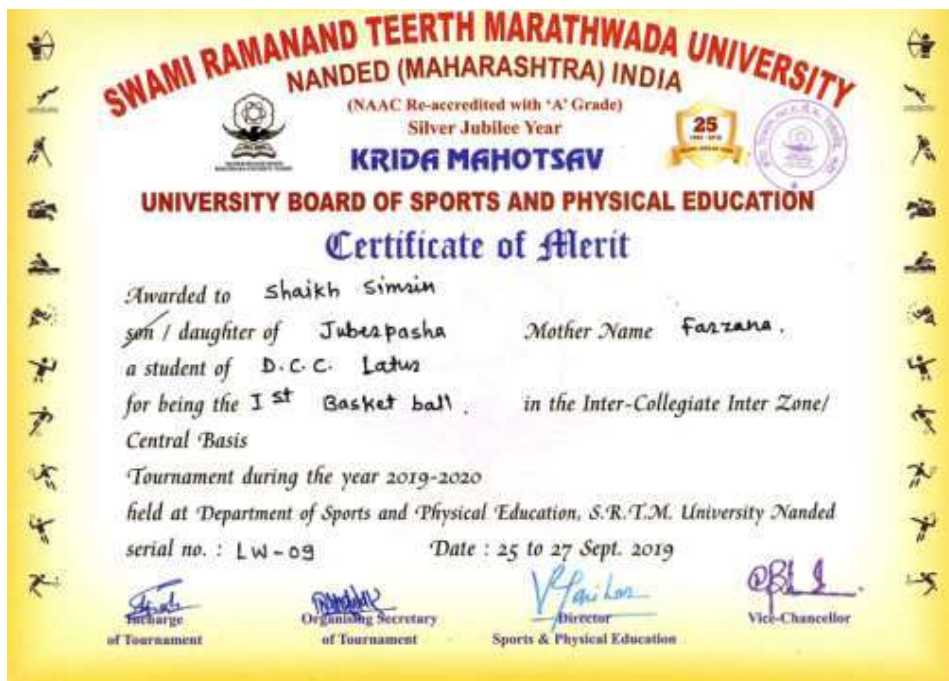 SWAMI RAMANAND TEERTH MARATHWADA UNIVERSITY
NANDED (MAHARASHTRA) INDIA
(NAAC Re-accredited with 'A' Grade)
Silver Jubilee Year
25
KRIDA MAHOTSAV
UNIVERSITY BOARD OF SPORTS AND PHYSICAL EDUCATION
Certificate of Merit
Awarded to Shaikh Simrin
son / daughter of Juberpasha Mother Name Farzana.
a student of D.C.C. Latur
for being the Ist Basket ball. in the Inter-Collegiate Inter Zone/
Central Basis
Tournament during the year 2019-2020
held at Department of Sports and Physical Education, S.R.T.M. University Nanded
serial no. : LW-09 Date : 25 to 27 Sept. 2019
Incharge Organising Secretary Director Vice-Chancellor
of Tournament of Tournament Sports & Physical Education